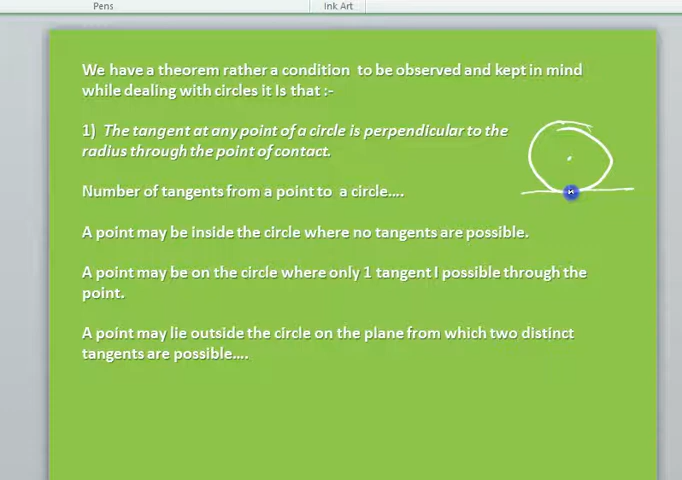 Pens
Ink Art
We have a theorem rather a condition to be observed and kept in mind
while dealing with circles it Is that :-
1) The tangent at any point of a circle is perpendicular to the
radius through the point of contact.
Number of tangents from a point to a circle....
A point may be inside the circle where no tangents are possible.
A point may be on the circle where only 1 tangent I possible through the
point.
A point may lie outside the circle on the plane from which two distinct
tangents are possible....